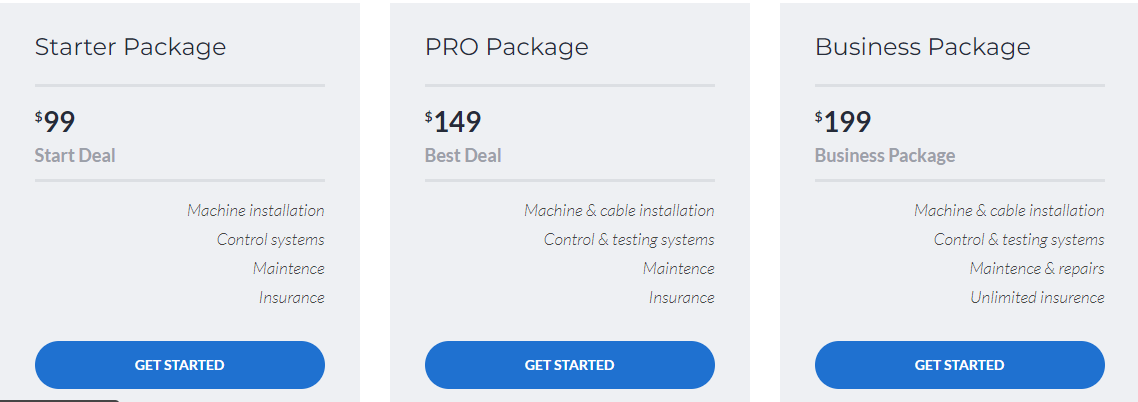 Starter Package
$99
Start Deal
Machine installation
Control systems
Maintence
Insurance
GET STARTED
PRO Package
$149
Best Deal
Machine & cable installation
Control & testing systems
Maintence
Insurance
GET STARTED
Business Package
$199
Business Package
Machine & cable installation
Control & testing systems
Maintence & repairs
Unlimited insurence
GET STARTED